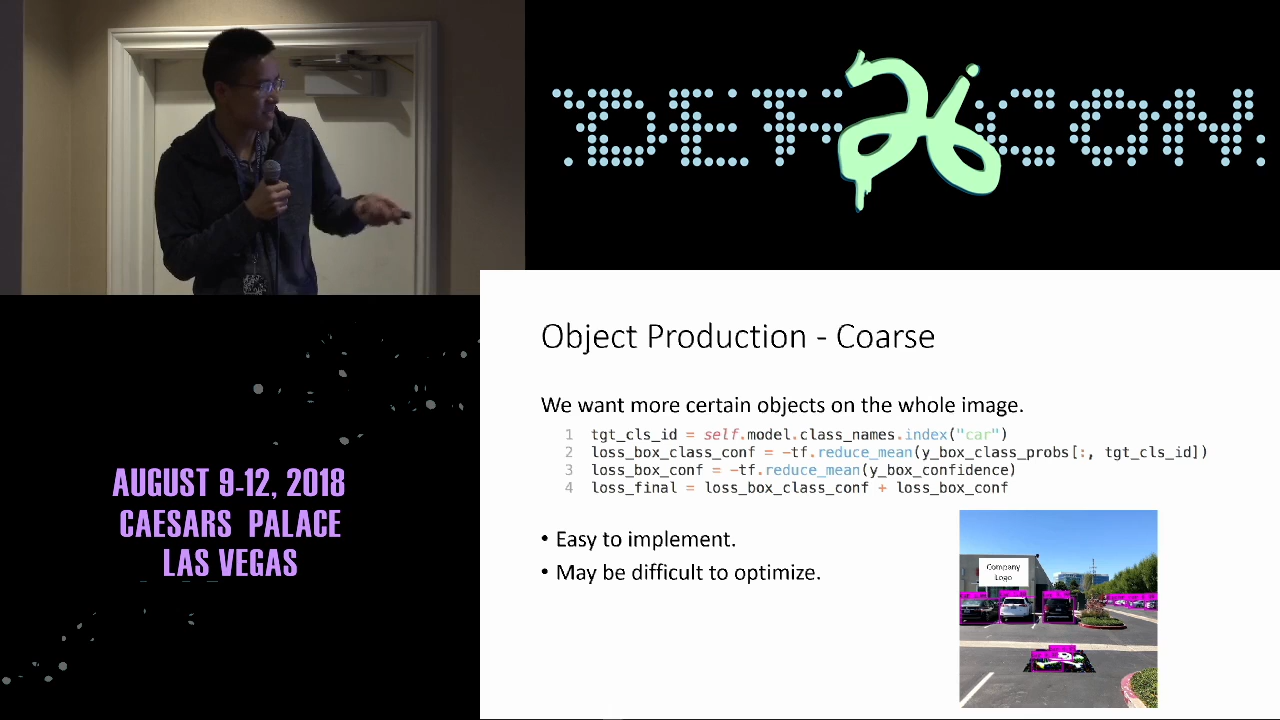 DEF 26 CON
Object Production - Coarse
We want more certain objects on the whole image.
1 tgt_cls_id = self.model.class_names.index("car")
2 loss_box_class_conf = -tf.reduce_mean(y_box_class_probs[:, tgt_cls_id])
3 loss_box_conf = -tf.reduce_mean(y_box_confidence)
4 loss_final = loss_box_class_conf + loss_box_conf
• Easy to implement.
• May be difficult to optimize.
Company
Logo
AUGUST 9-12, 2018
CAESARS PALACE
LAS VEGAS